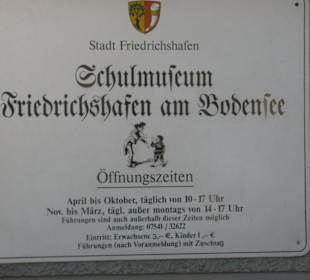 Stadt Friedrichshafen
Schulmuseum
Friedrichshafen am Bodensee
Öffnungszeiten
April bis Oktober, täglich von 10-17 Uhr
Nov. bis März, tägl. außer montags von 14-17 Uhr
Führungen sind auch außerhalb dieser Zeiten möglich
Anmeldung: 07541 / 32622
Eintritt: Erwachsene 3,-€, Kinder 1,-€
Führungen (nach Voranmeldung) mit Zuschlag